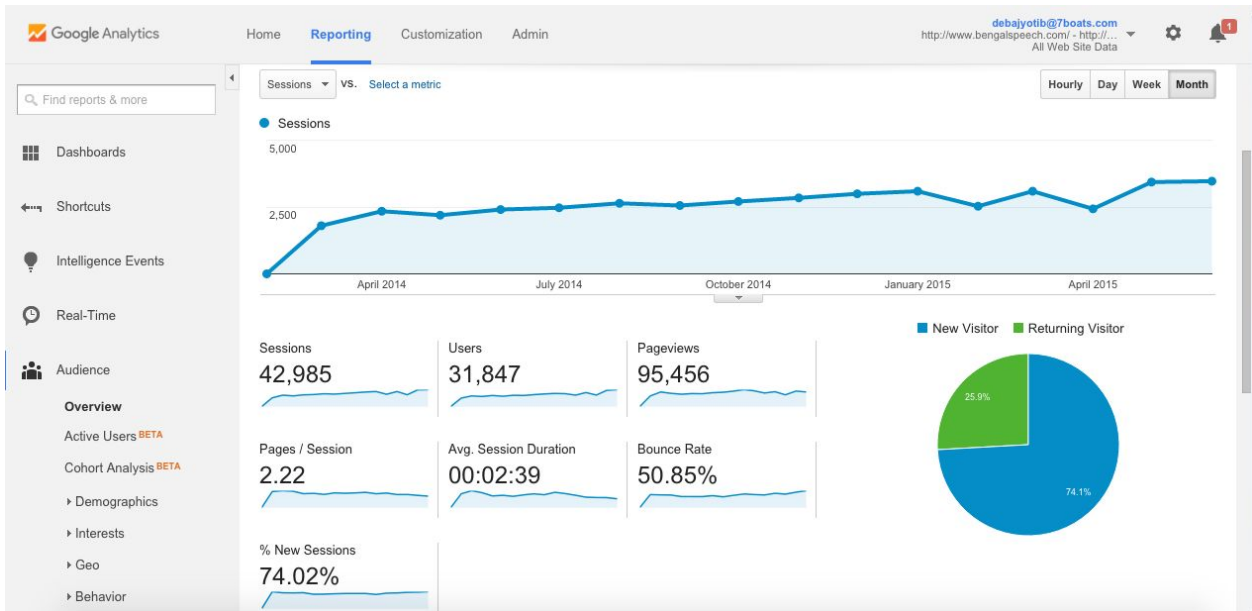 Google Analytics
Home Reporting Customization Admin
debajyotib@7boats.com
http://www.bengalspeech.com/ - http://...
All Web Site Data
1
Find reports & more
Dashboards
Shortcuts
Intelligence Events
Real-Time
Audience
Overview
Active Users BETA
Cohort Analysis BETA
Demographics
Interests
Geo
Behavior
Sessions VS. Select a metric
Hourly Day Week Month
Sessions
5,000
2,500
April 2014 July 2014 October 2014 January 2015 April 2015
Sessions Users Pageviews
42,985 31,847 95,456
Pages / Session Avg. Session Duration Bounce Rate
2.22 00:02:39 50.85%
% New Sessions
74.02%
New Visitor Returning Visitor
25.9%
74.1%